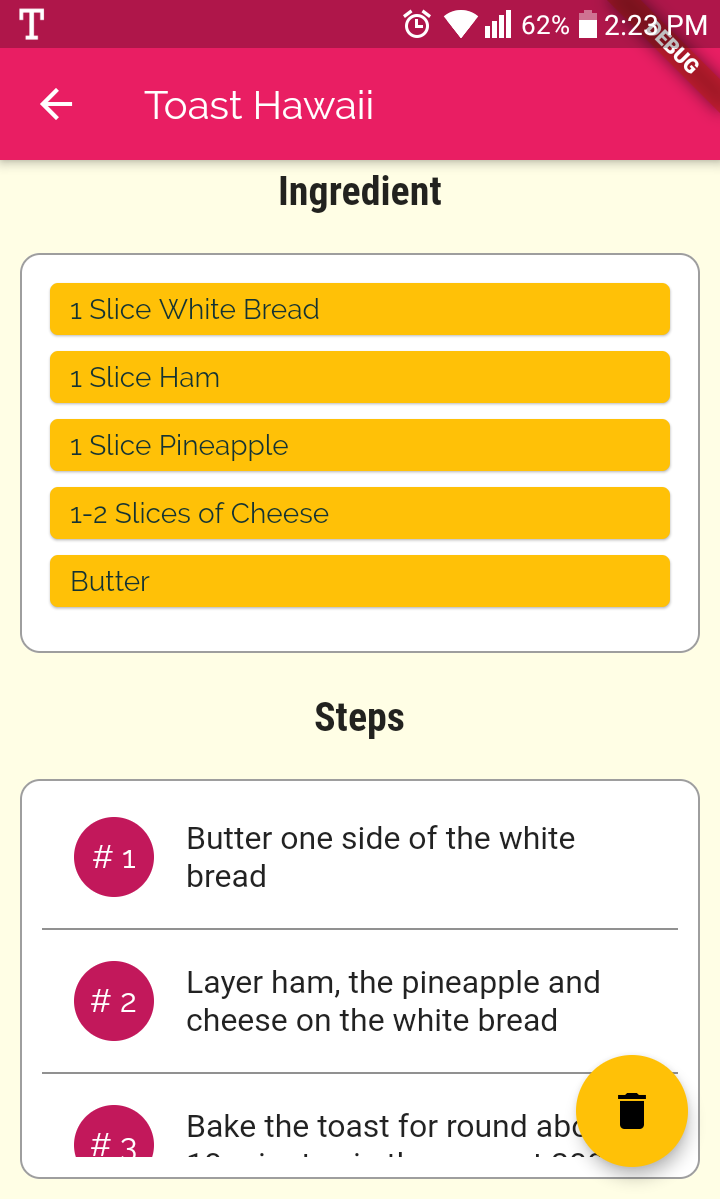 T
62%
2:23 PM
DEBUG
Toast Hawaii
Ingredient
1 Slice White Bread
1 Slice Ham
1 Slice Pineapple
1-2 Slices of Cheese
Butter
Steps
# 1
Butter one side of the white
bread
# 2
Layer ham, the pineapple and
cheese on the white bread
# 3
Bake the toast for round